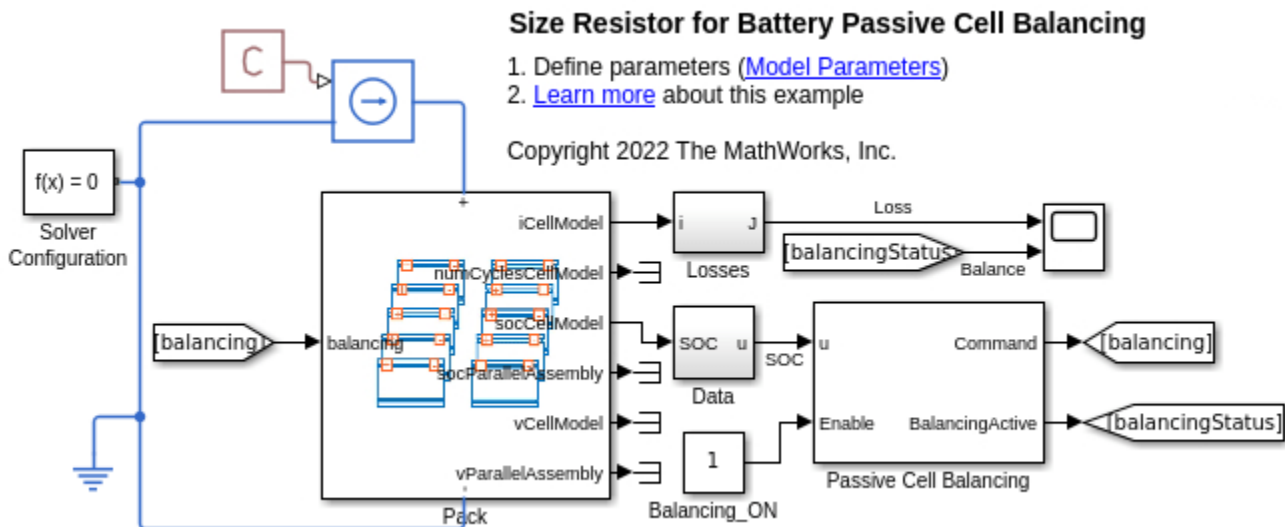 Size Resistor for Battery Passive Cell Balancing
1. Define parameters (Model Parameters)
2. Learn more about this example
Copyright 2022 The MathWorks, Inc.
C
f(x) = 0
Solver
Configuration
[balancing]
+
balancing
iCellModel
numCyclesCellModel
socCellModel
socParallelAssembly
vCellModel
vParallelAssembly
-
Pack
i J
Losses
Loss
[balancingStatus]
Balance
SOC u
Data
SOC
1
Balancing_ON
u
Enable
Command
BalancingActive
Passive Cell Balancing
[balancing]
[balancingStatus]